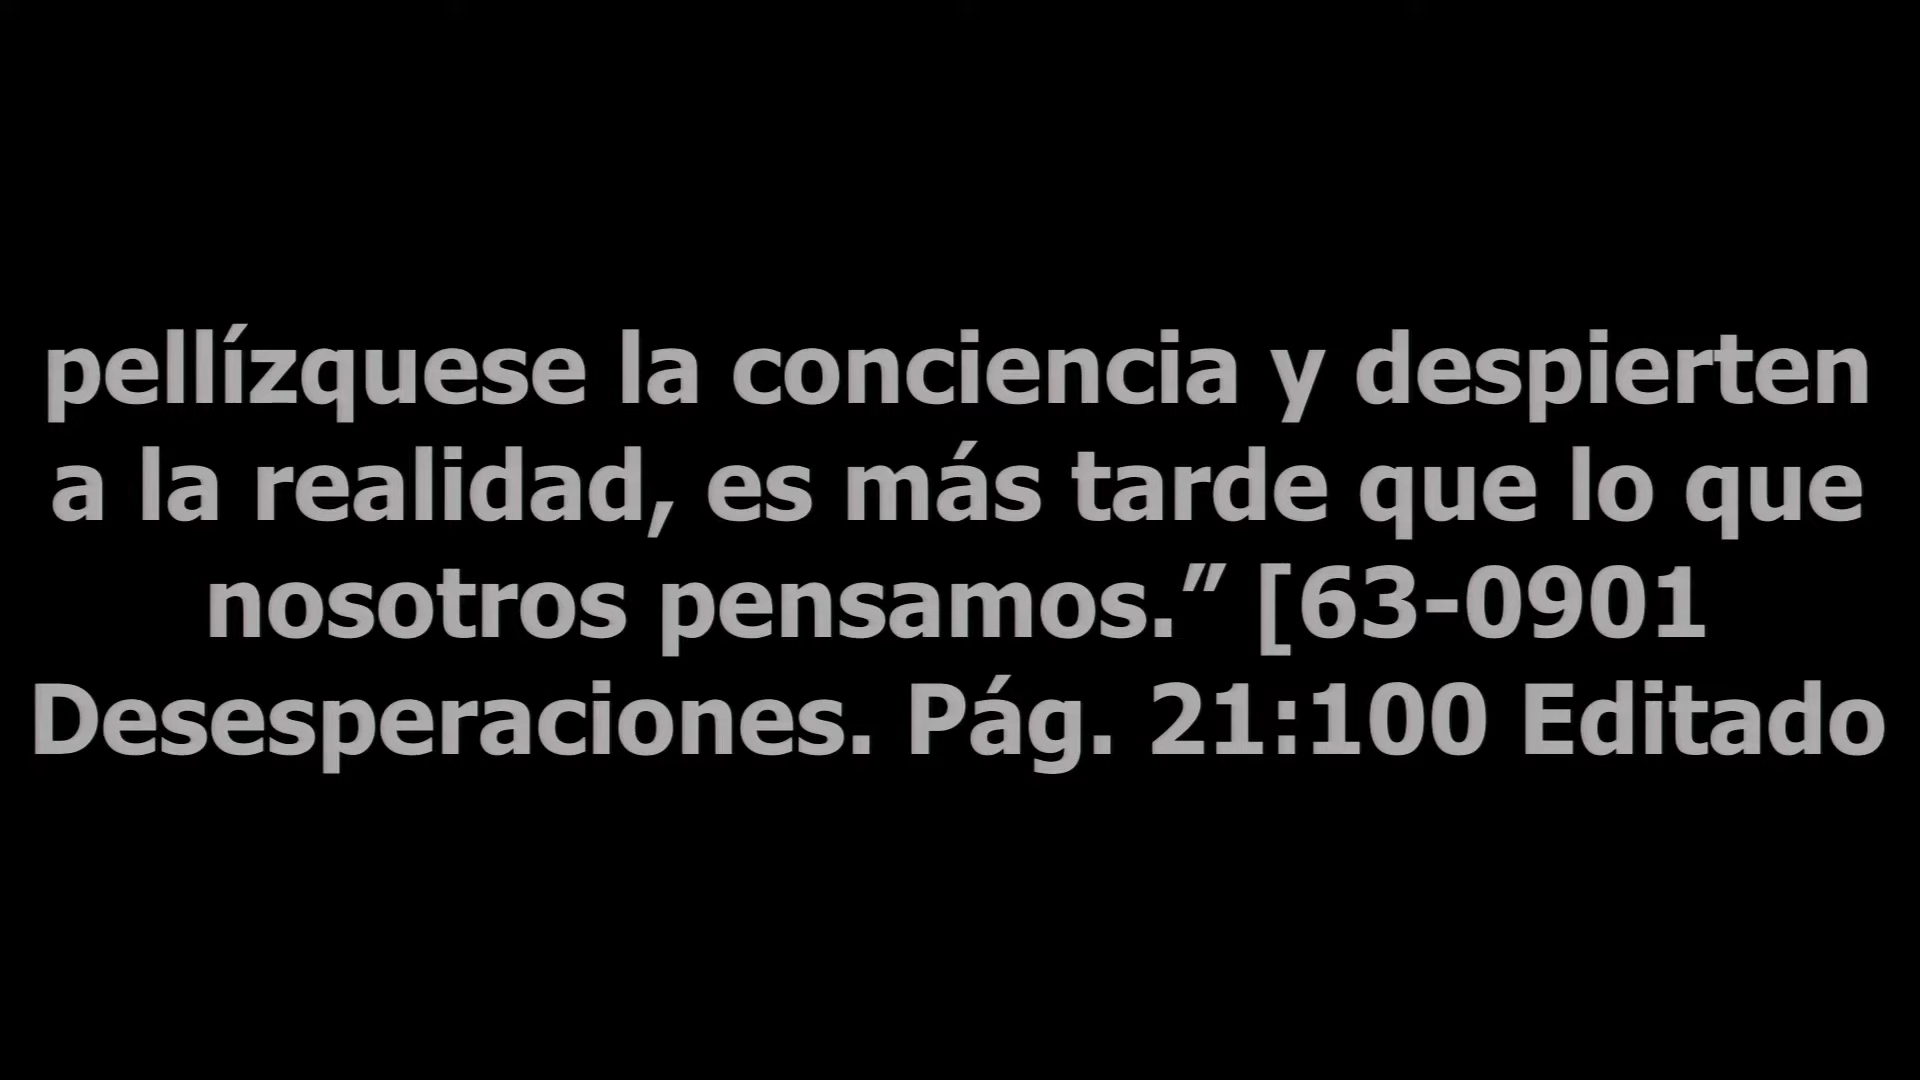 pellízquese la conciencia y despierten
a la realidad, es más tarde que lo que
nosotros pensamos.” [63-0901
Desesperaciones. Pág. 21:100 Editado